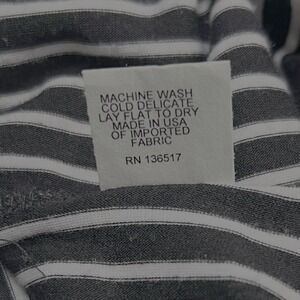 MACHINE WASH
COLD DELICATE
LAY FLAT TO DRY
MADE IN USA
OF IMPORTED
FABRIC
RN 136517